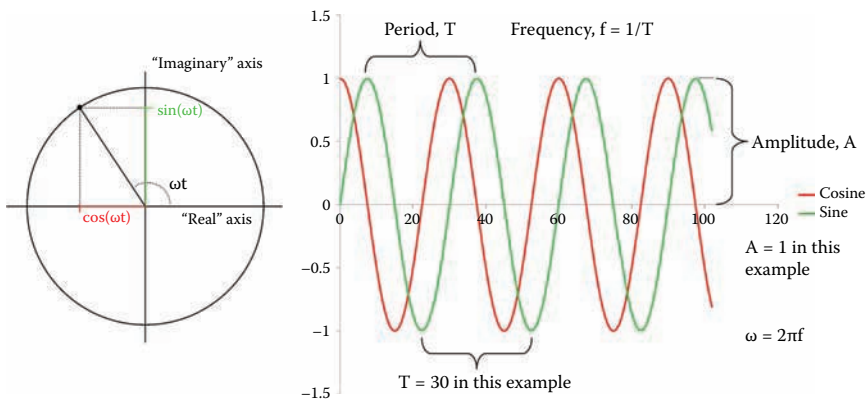 “Imaginary” axis
sin(ωt)
ωt
cos(ωt)
“Real” axis
1.5
1
0.5
0
−0.5
−1
−1.5
0
20
40
60
80
100
120
Period, T
Frequency, f = 1/T
Amplitude, A
Cosine
Sine
A = 1 in this
example
ω = 2πf
T = 30 in this example